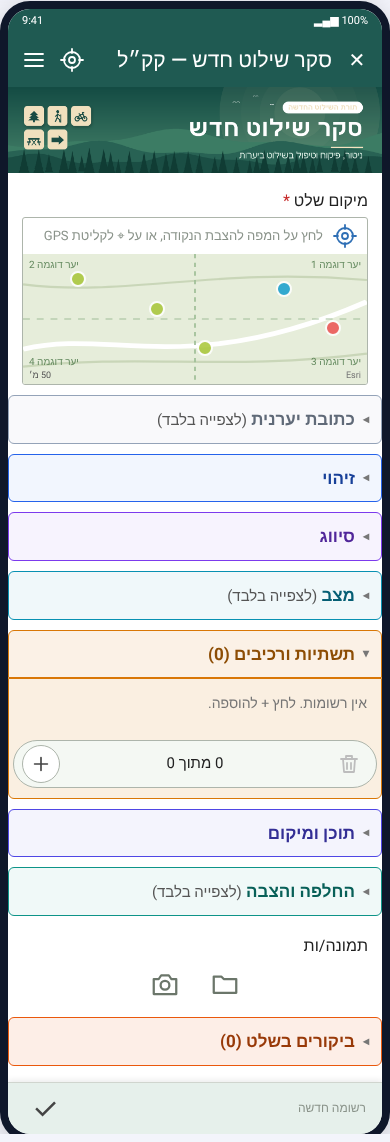 9:41
100%
סקר שילוט חדש — קק״ל
סקר שילוט חדש
ניטור, פיקוח וטיפול בשילוט ביערות
מיקום שלט *
לחץ על המפה להצבת הנקודה, או על ⌖ לקליטת GPS
יער דוגמה 1
יער דוגמה 2
יער דוגמה 3
יער דוגמה 4
Esri
50 מ׳
כתובת יערנית (לצפייה בלבד)
זיהוי
סיווג
מצב (לצפייה בלבד)
תשתיות ורכיבים (0)
אין רשומות. לחץ + להוספה.
0 מתוך 0
תוכן ומיקום
החלפה והצבה (לצפייה בלבד)
תמונה/ות
ביקורים בשלט (0)
רשומה חדשה